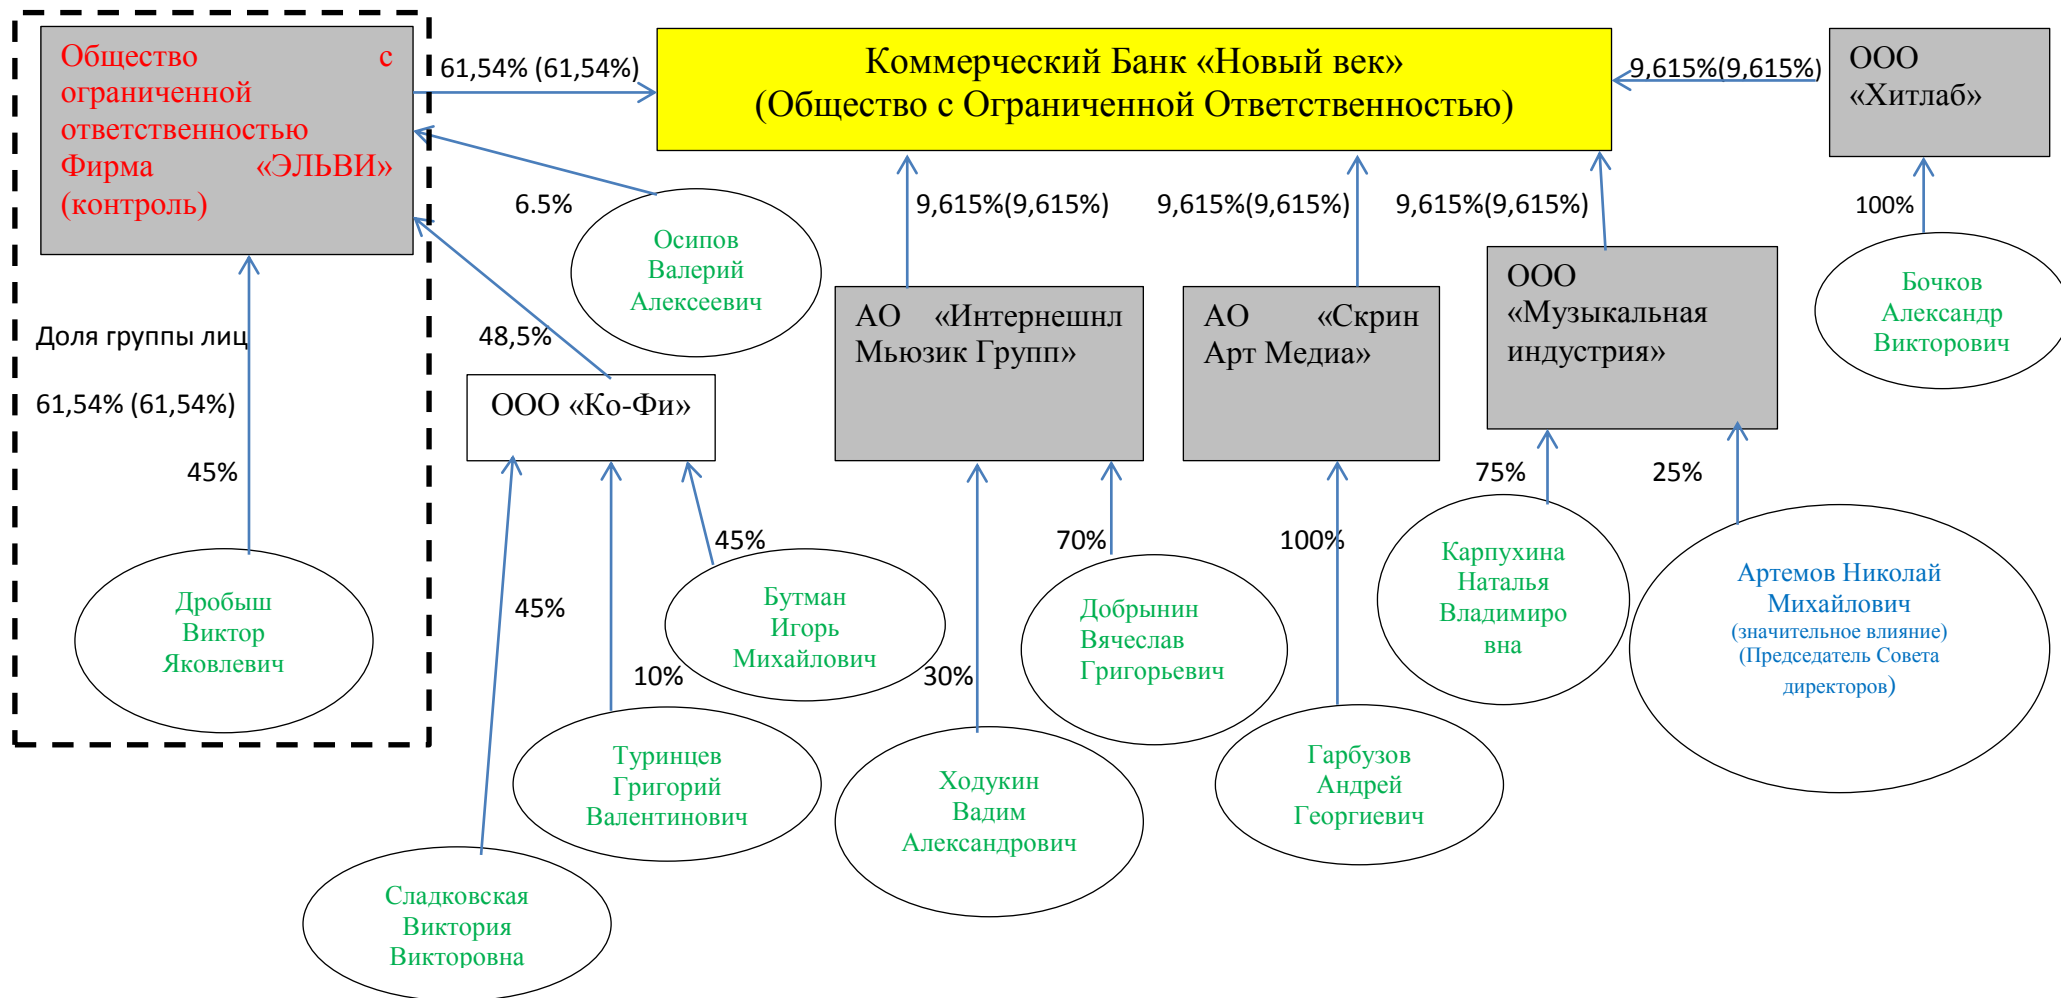 Общество с
ограниченной
ответственностью
Фирма «ЭЛЬВИ»
(контроль)
61,54% (61,54%)
Коммерческий Банк «Новый век»
(Общество с Ограниченной Ответственностью)
9,615%(9,615%)
ООО
«Хитлаб»
6.5%
9,615%(9,615%)
9,615%(9,615%)
9,615%(9,615%)
100%
Осипов
Валерий
Алексеевич
Бочков
Александр
Викторович
Доля группы лиц
61,54% (61,54%)
48,5%
ООО «Ко-Фи»
АО «Интернешнл
Мьюзик Групп»
АО «Скрин
Арт Медиа»
ООО
«Музыкальная
индустрия»
45%
45%
10%
45%
30%
70%
100%
75%
25%
Дробыш
Виктор
Яковлевич
Бутман
Игорь
Михайлович
Добрынин
Вячеслав
Григорьевич
Карпухина
Наталья
Владимиро
вна
Артемов Николай
Михайлович
(значительное влияние)
(Председатель Совета
директоров)
Туринцев
Григорий
Валентинович
Ходукин
Вадим
Александрович
Гарбузов
Андрей
Георгиевич
Сладковская
Виктория
Викторовна